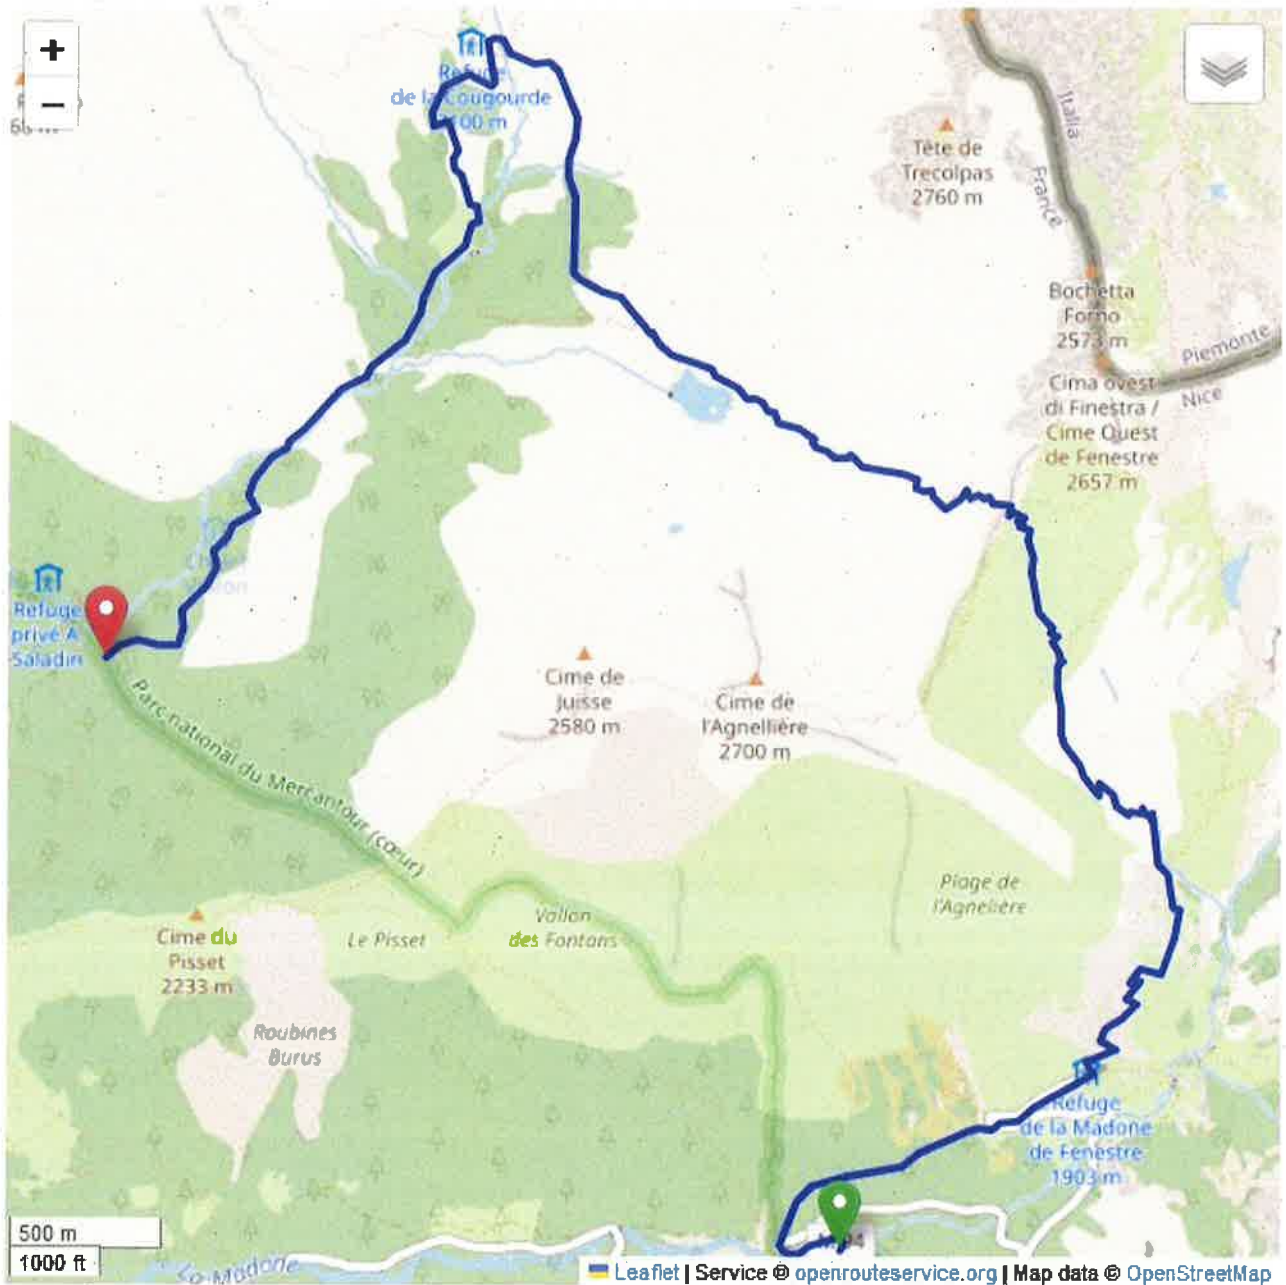 +
−
Refuge
de la Cougourde
2100 m
Italia
France
Tête de
Trecolpas
2760 m
Bochetta
Forno
2573 m
Piemonte
Nice
Cima ovest
di Finestra /
Cime Ouest
de Fenestre
2657 m
Refuge
privé A.
Saladin
Cime de
Juisse
2580 m
Cime de
l'Agnellière
2700 m
Parc national du Mercantour (cœur)
Plage de
l'Agnelière
Vallon
des Fontans
Le Pisset
Cime du
Pisset
2233 m
Roubines
Burus
Refuge
de la Madone
de Fenestre
1903 m
500 m
1000 ft
La Madone
Leaflet | Service © openrouteservice.org | Map data © OpenStreetMap